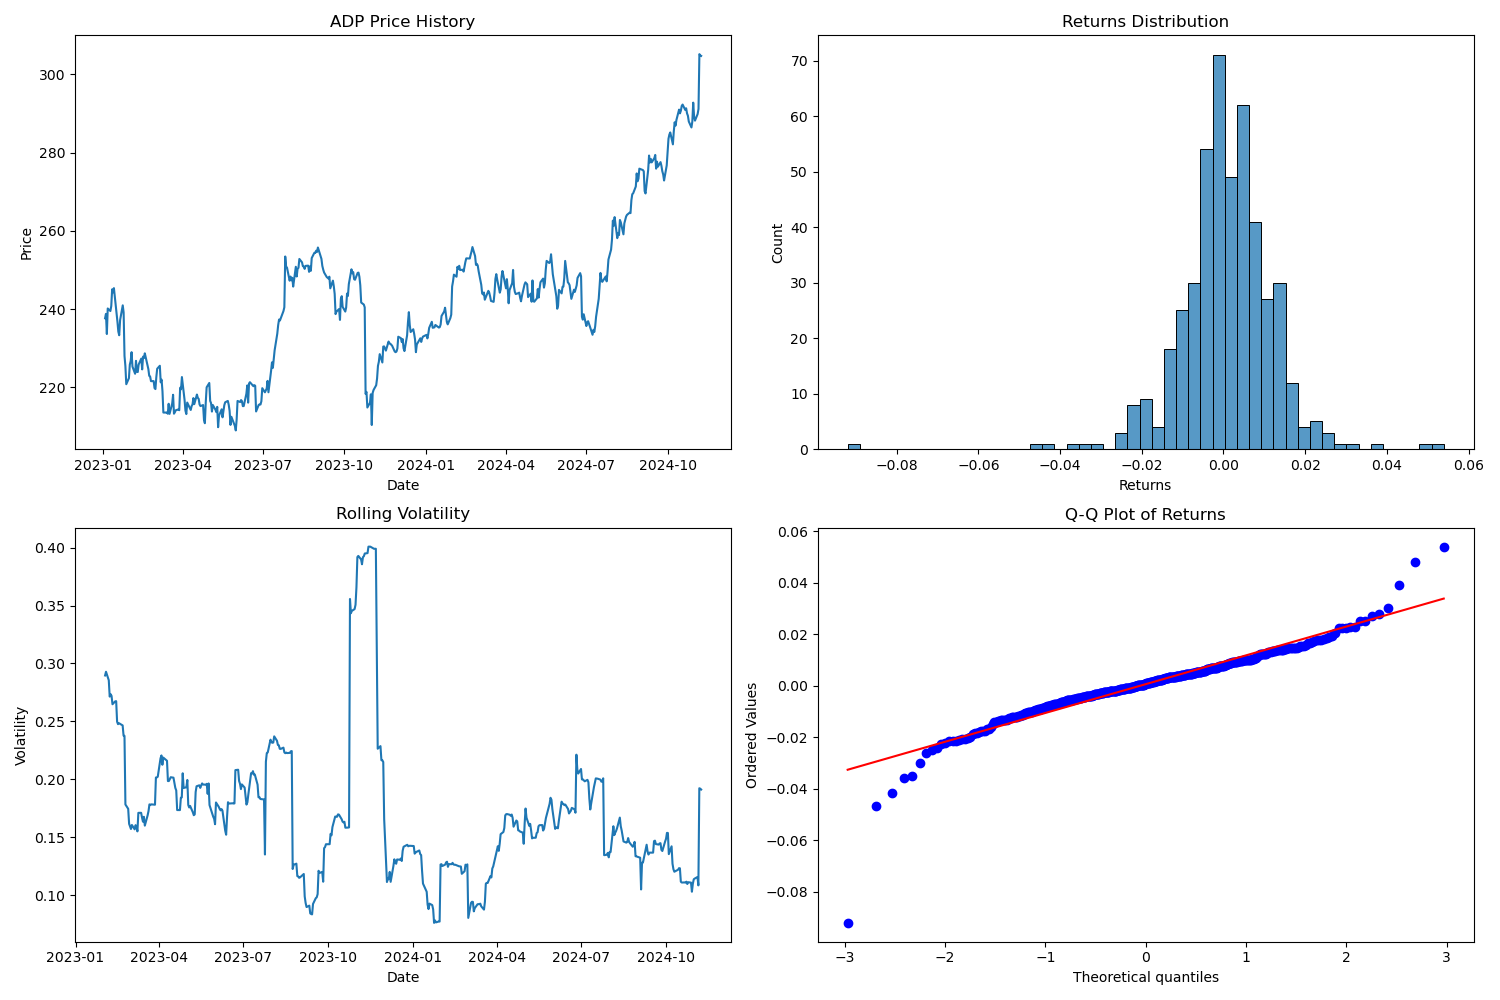 ADP Price History
Price
300
280
260
240
220
2023-01 2023-04 2023-07 2023-10 2024-01 2024-04 2024-07 2024-10
Date
Returns Distribution
Count
70
60
50
40
30
20
10
0
−0.08 −0.06 −0.04 −0.02 0.00 0.02 0.04 0.06
Returns
Rolling Volatility
Volatility
0.40
0.35
0.30
0.25
0.20
0.15
0.10
2023-01 2023-04 2023-07 2023-10 2024-01 2024-04 2024-07 2024-10
Date
Q-Q Plot of Returns
Ordered Values
0.06
0.04
0.02
0.00
−0.02
−0.04
−0.06
−0.08
−3 −2 −1 0 1 2 3
Theoretical quantiles